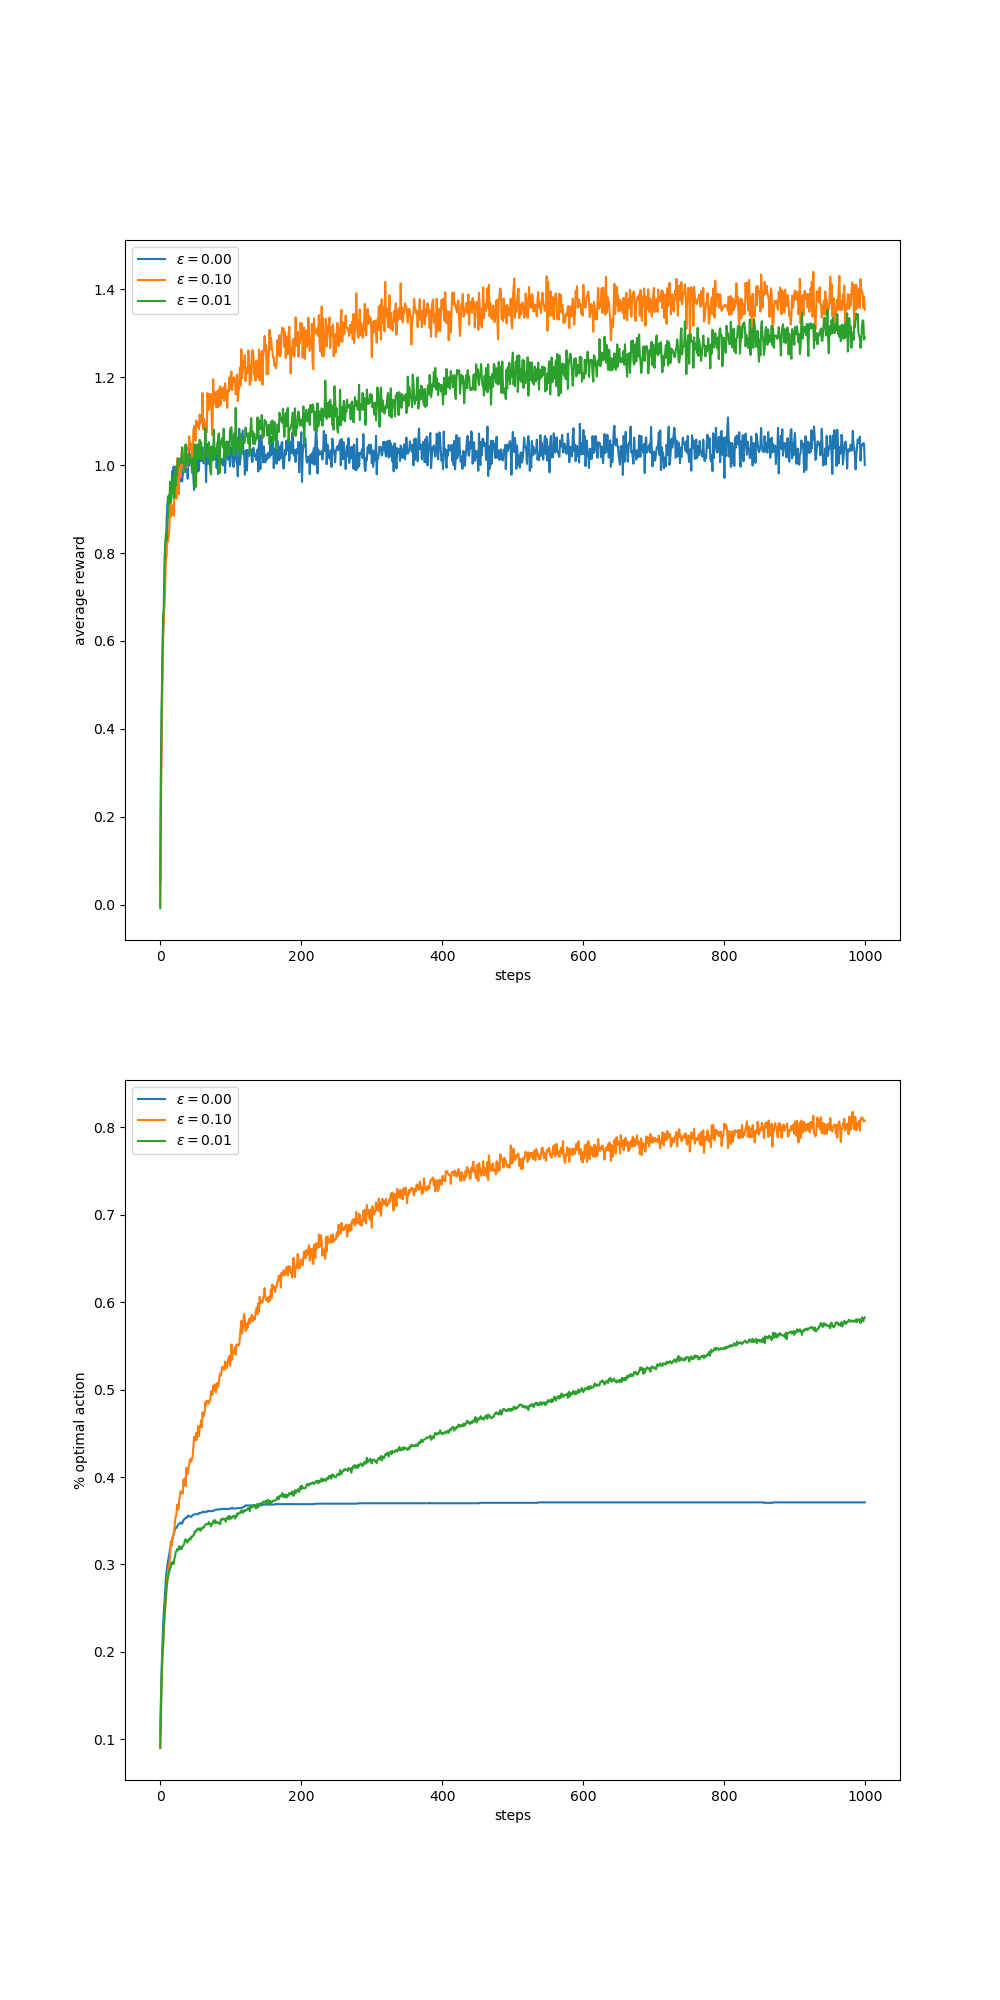 ε = 0.00
ε = 0.10
ε = 0.01
1.4
1.2
1.0
0.8
0.6
0.4
0.2
0.0
average reward
0 200 400 600 800 1000
steps
ε = 0.00
ε = 0.10
ε = 0.01
0.8
0.7
0.6
0.5
0.4
0.3
0.2
0.1
% optimal action
0 200 400 600 800 1000
steps